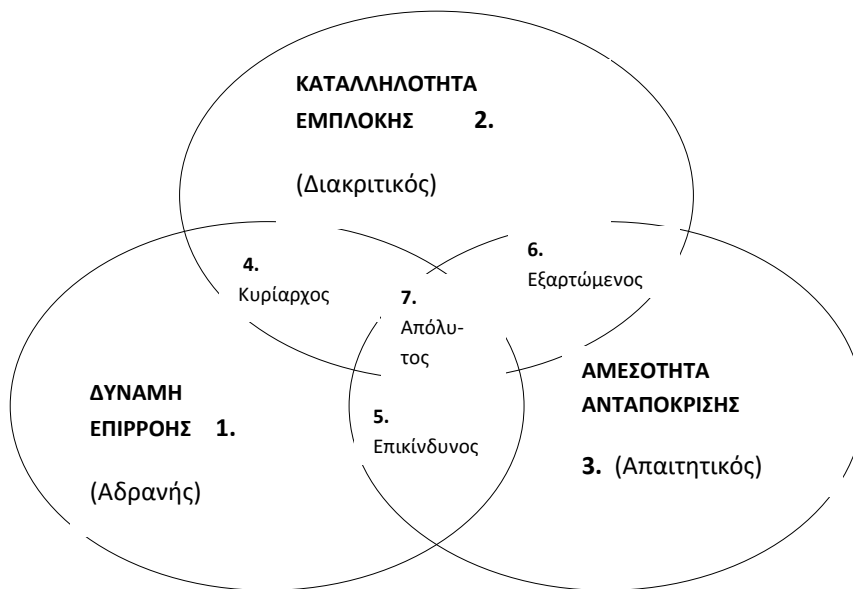 ΚΑΤΑΛΛΗΛΟΤΗΤΑ
ΕΜΠΛΟΚΗΣ 2.
(Διακριτικός)
4.
Κυρίαρχος
6.
Εξαρτώμενος
7.
Απόλυ-
τος
ΔΥΝΑΜΗ
ΕΠΙΡΡΟΗΣ 1.
(Αδρανής)
5.
Επικίνδυνος
ΑΜΕΣΟΤΗΤΑ
ΑΝΤΑΠΟΚΡΙΣΗΣ
3. (Απαιτητικός)